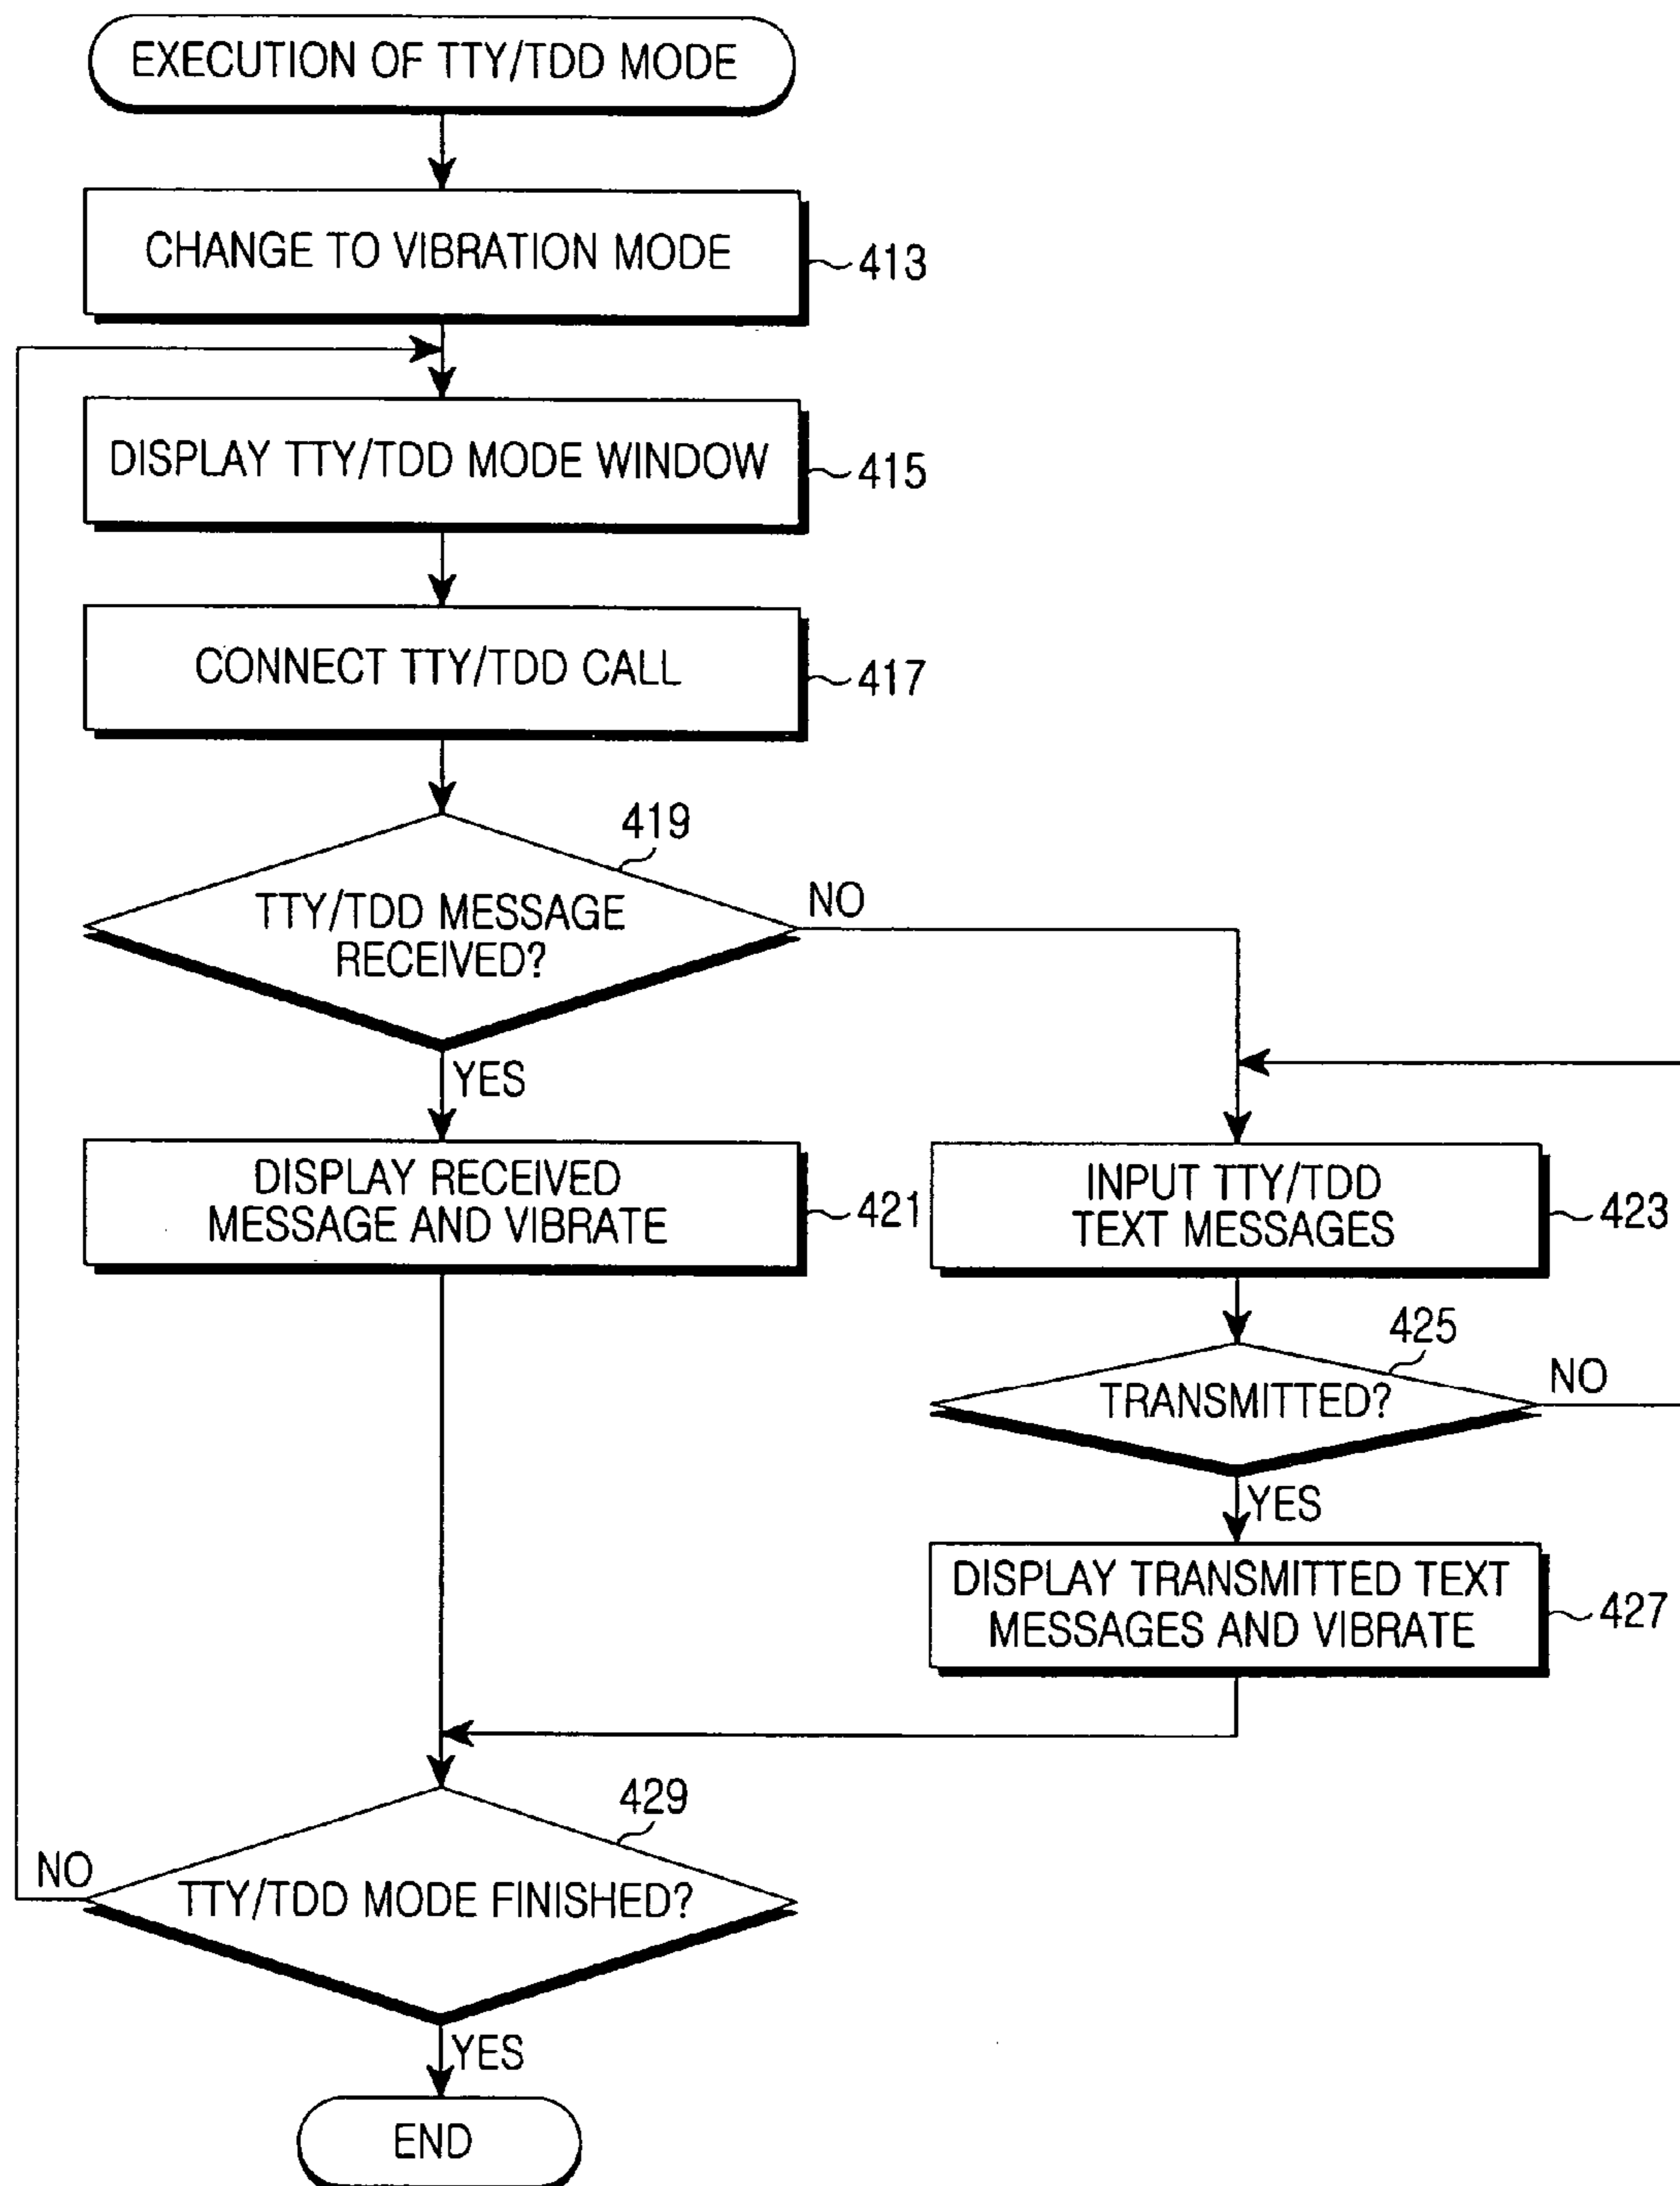 EXECUTION OF TTY/TDD MODE
CHANGE TO VIBRATION MODE
413
DISPLAY TTY/TDD MODE WINDOW
415
CONNECT TTY/TDD CALL
417
419
TTY/TDD MESSAGE
RECEIVED?
NO
YES
DISPLAY RECEIVED
MESSAGE AND VIBRATE
421
INPUT TTY/TDD
TEXT MESSAGES
423
425
TRANSMITTED?
NO
YES
DISPLAY TRANSMITTED TEXT
MESSAGES AND VIBRATE
427
429
TTY/TDD MODE FINISHED?
NO
YES
END